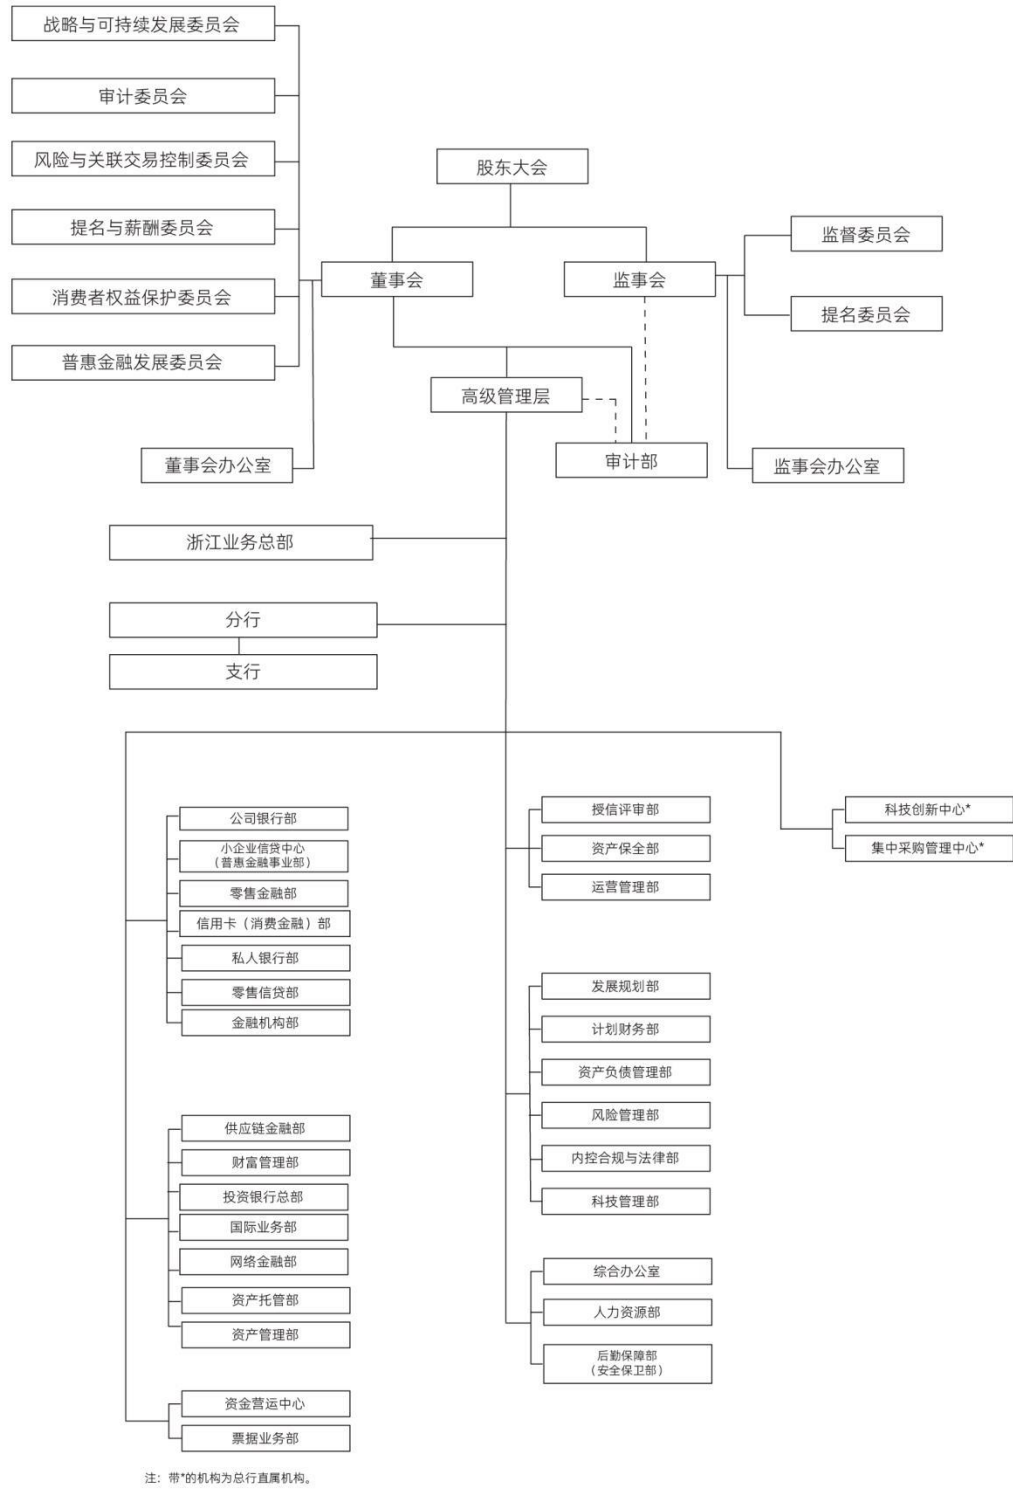 战略与可持续发展委员会
审计委员会
风险与关联交易控制委员会
提名与薪酬委员会
消费者权益保护委员会
普惠金融发展委员会
股东大会
董事会
监事会
监督委员会
提名委员会
高级管理层
审计部
董事会办公室
监事会办公室
浙江业务总部
分行
支行
公司银行部
小企业信贷中心
（普惠金融事业部）
零售金融部
信用卡（消费金融）部
私人银行部
零售信贷部
金融机构部
供应链金融部
财富管理部
投资银行总部
国际业务部
网络金融部
资产托管部
资产管理部
资金营运中心
票据业务部
授信评审部
资产保全部
运营管理部
发展规划部
计划财务部
资产负债管理部
风险管理部
内控合规与法律部
科技管理部
综合办公室
人力资源部
后勤保障部
（安全保卫部）
科技创新中心*
集中采购管理中心*
注：带*的机构为总行直属机构。